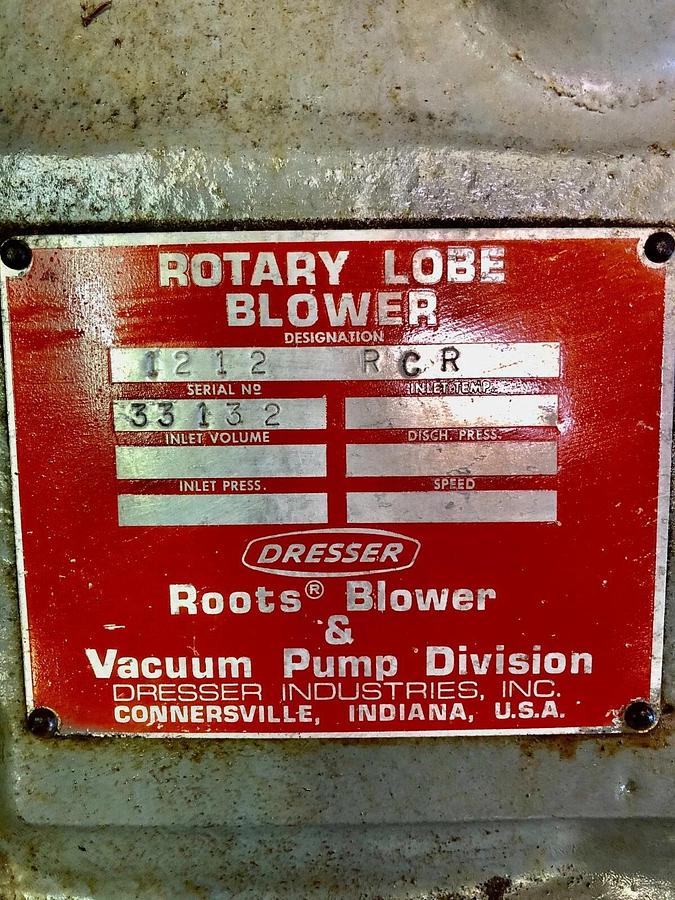 ROTARY LOBE
BLOWER
DESIGNATION
1212 RCR
SERIAL Nº INLET TEMP.
33132
INLET VOLUME DISCH. PRESS.
INLET PRESS. SPEED
DRESSER
Roots® Blower
&
Vacuum Pump Division
DRESSER INDUSTRIES, INC.
CONNERSVILLE, INDIANA, U.S.A.